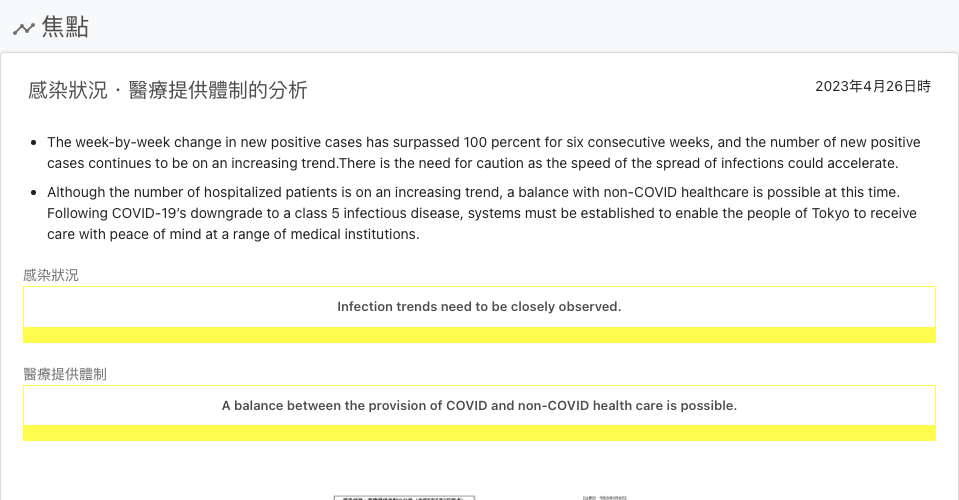 焦點
感染狀況・醫療提供體制的分析
2023年4月26日時
The week-by-week change in new positive cases has surpassed 100 percent for six consecutive weeks, and the number of new positive
cases continues to be on an increasing trend.There is the need for caution as the speed of the spread of infections could accelerate.
Although the number of hospitalized patients is on an increasing trend, a balance with non-COVID healthcare is possible at this time.
Following COVID-19’s downgrade to a class 5 infectious disease, systems must be established to enable the people of Tokyo to receive
care with peace of mind at a range of medical institutions.
感染狀況
Infection trends need to be closely observed.
醫療提供體制
A balance between the provision of COVID and non-COVID health care is possible.